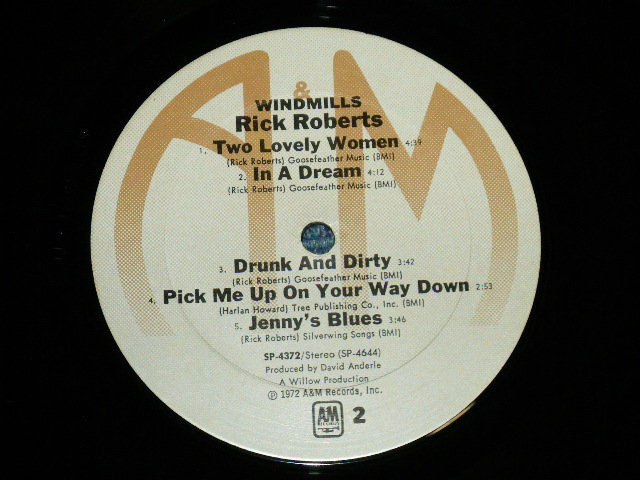 A&M
WINDMILLS
Rick Roberts
1. Two Lovely Women 4:39
(Rick Roberts) Goosefeather Music (BMI)
2. In A Dream 4:12
(Rick Roberts) Goosefeather Music (BMI)
3. Drunk And Dirty 3:42
(Rick Roberts) Goosefeather Music (BMI)
4. Pick Me Up On Your Way Down 2:53
(Harlan Howard) Tree Publishing Co., Inc. (BMI)
5. Jenny's Blues 3:46
(Rick Roberts) Silverwing Songs (BMI)
SP-4372/Stereo (SP-4644)
Produced by David Anderle
A Willow Production
℗ 1972 A&M Records, Inc.
AM 2
RECORDS